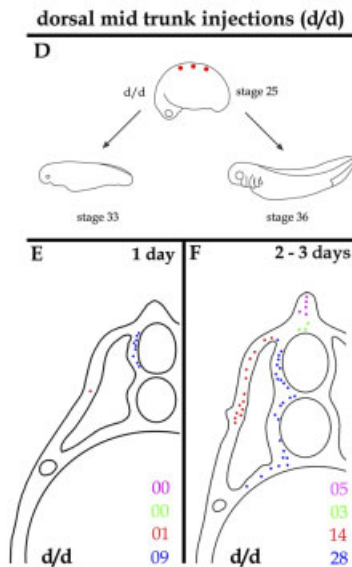 dorsal mid trunk injections (d/d)
D
d/d
stage 25
stage 33
stage 36
E 1 day
F 2 - 3 days
00
00
01
09
d/d
05
03
14
28
d/d